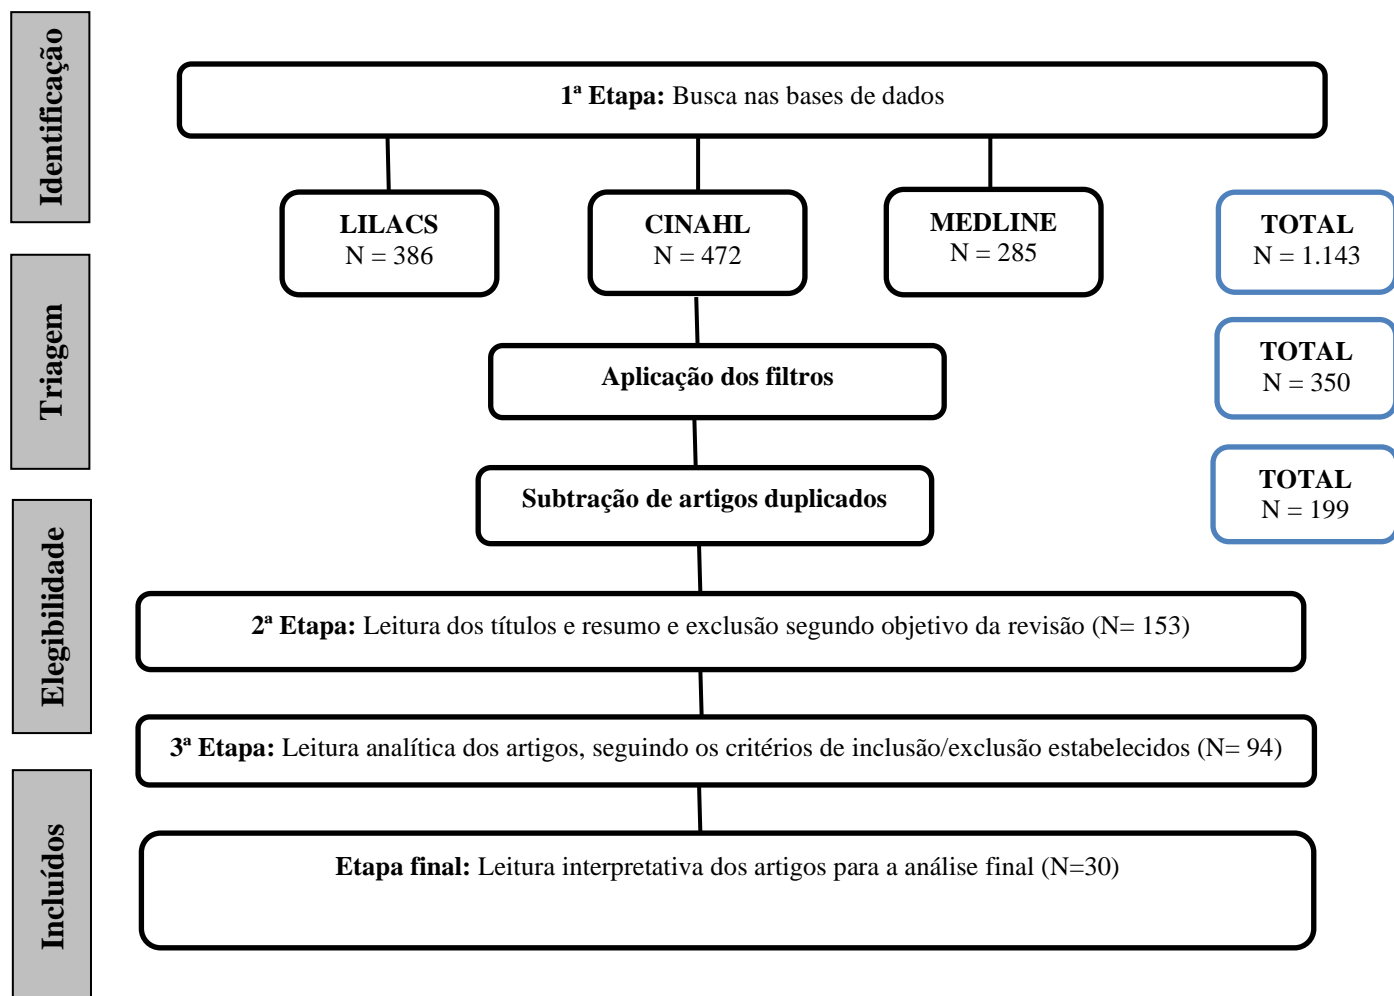 Identificação
1ª Etapa: Busca nas bases de dados
LILACS
N = 386
CINAHL
N = 472
MEDLINE
N = 285
TOTAL
N = 1.143
Triagem
Aplicação dos filtros
TOTAL
N = 350
Subtração de artigos duplicados
TOTAL
N = 199
Elegibilidade
2ª Etapa: Leitura dos títulos e resumo e exclusão segundo objetivo da revisão (N= 153)
3ª Etapa: Leitura analítica dos artigos, seguindo os critérios de inclusão/exclusão estabelecidos (N= 94)
Incluídos
Etapa final: Leitura interpretativa dos artigos para a análise final (N=30)